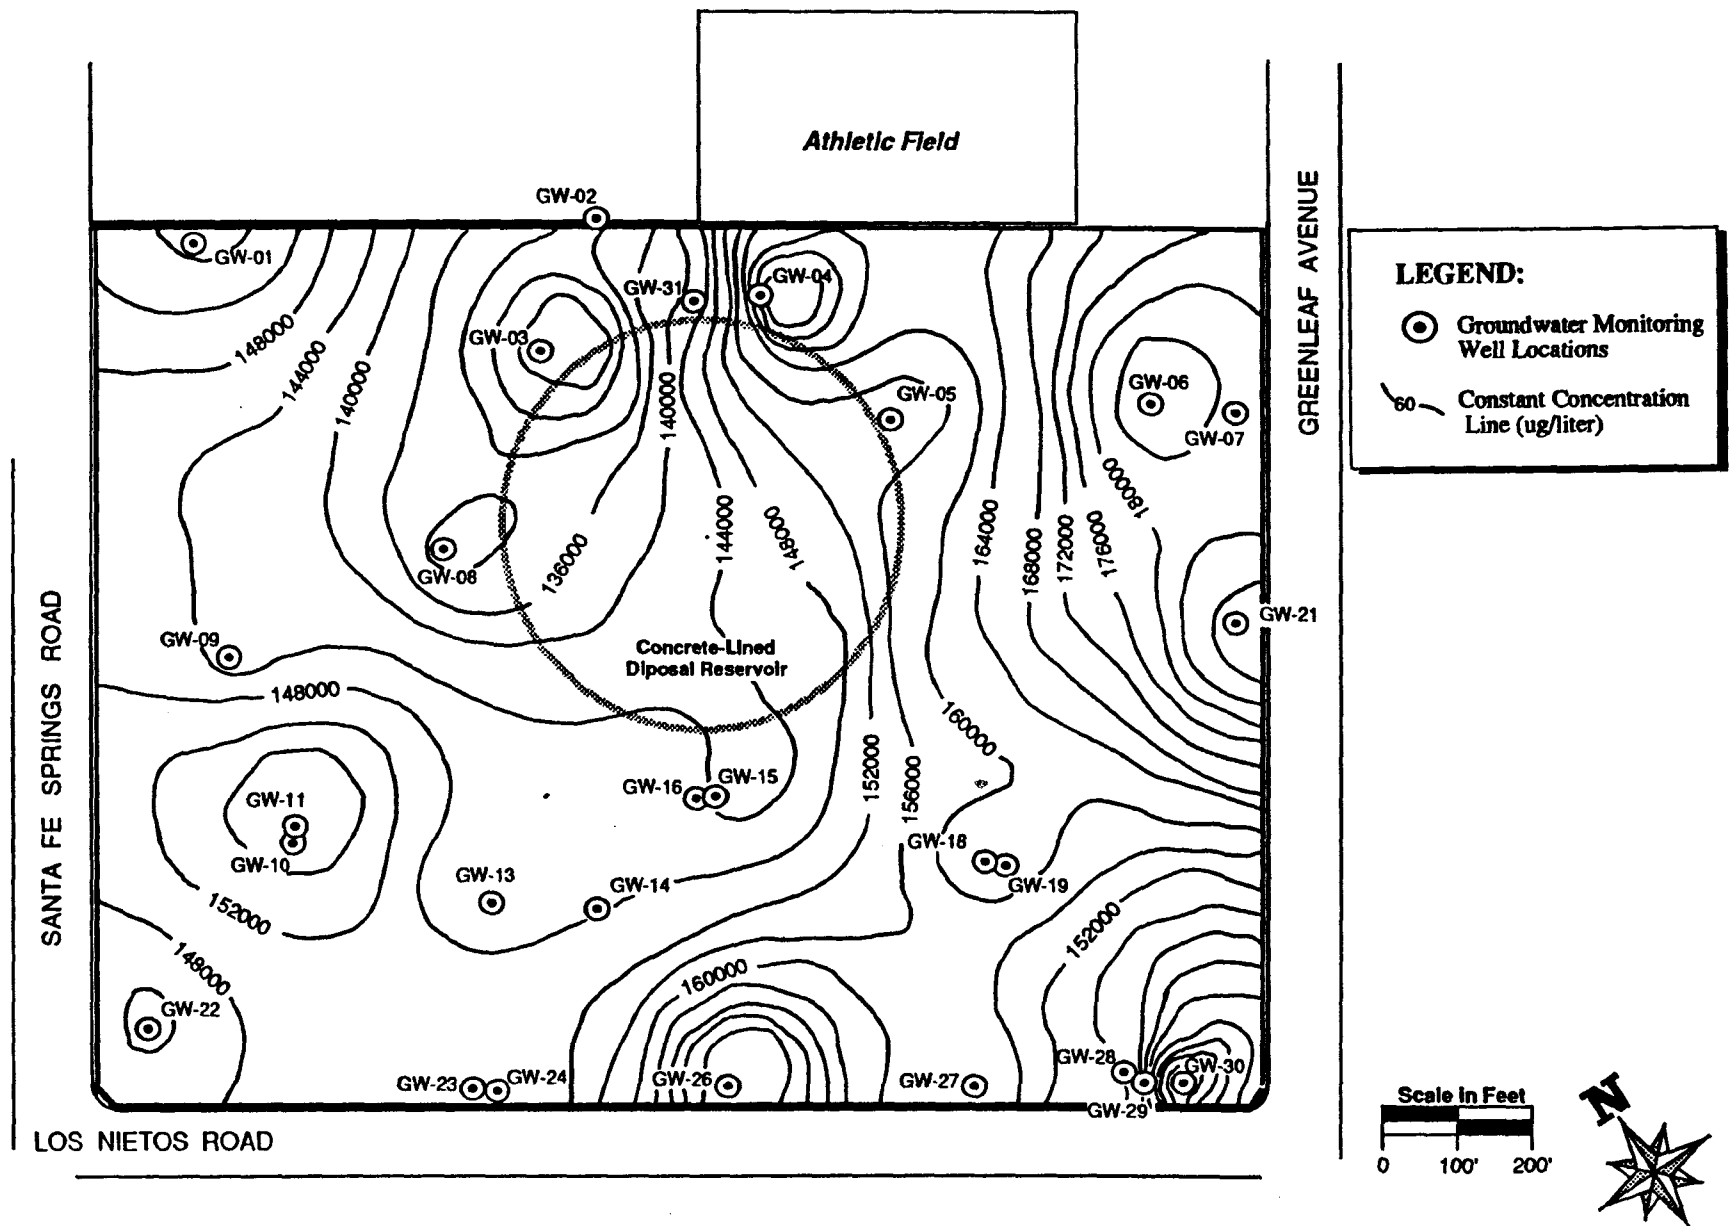 Athletic Field
GW-02
GREENLEAF AVENUE
GW-01
GW-31
GW-04
LEGEND:
Groundwater Monitoring
Well Locations
60
Constant Concentration
Line (ug/liter)
148000
144000
140000
GW-03
140000
GW-05
GW-06
GW-07
180000
164000
168000
172000
176000
144000
148000
136000
GW-08
GW-21
GW-09
Concrete-Lined
Diposal Reservoir
SANTA FE SPRINGS ROAD
148000
160000
152000
156000
GW-16
GW-15
GW-11
GW-10
GW-18
GW-19
GW-13
GW-14
152000
152000
148000
160000
GW-22
GW-23
GW-24
GW-26
GW-27
GW-28
GW-30
GW-29
Scale in Feet
0 100' 200'
N
LOS NIETOS ROAD